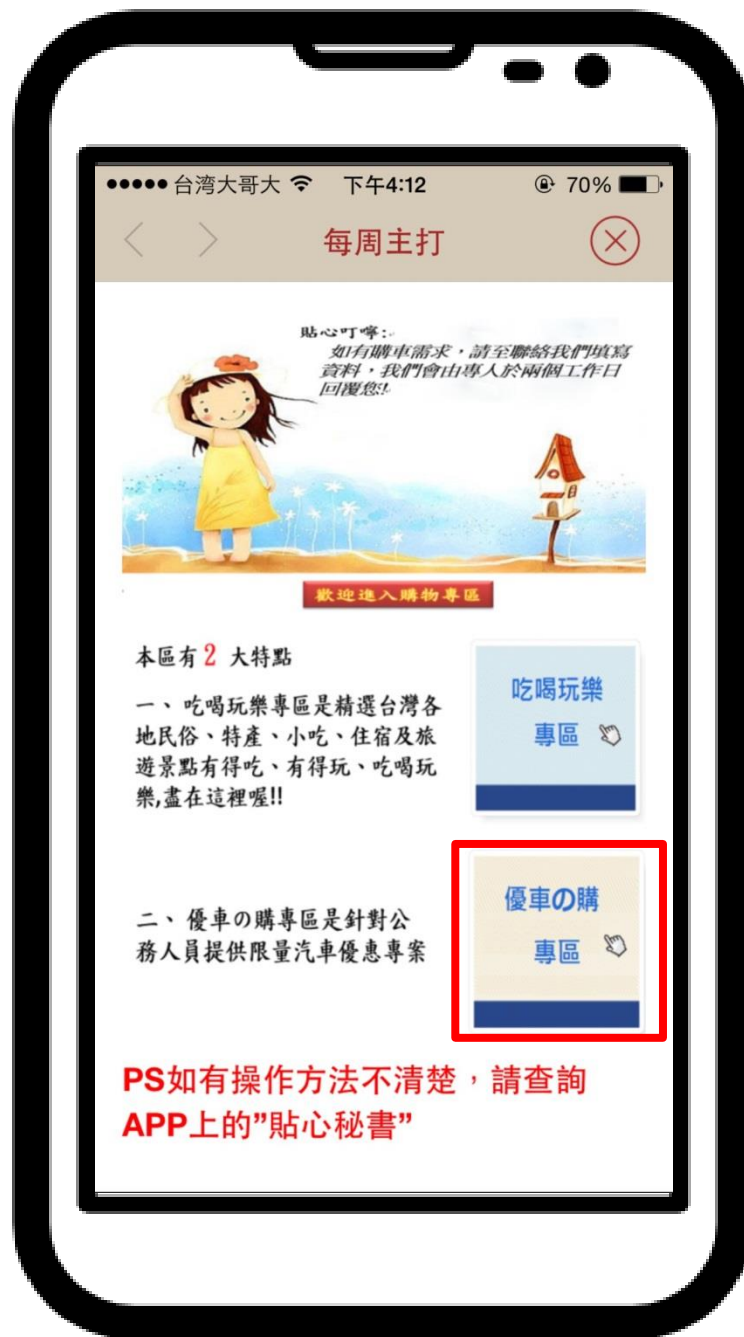 台湾大哥大 下午4:12 70%
每周主打
貼心叮嚀:
如有購車需求，請至聯絡我們填寫
資料，我們會由專人於兩個工作日
回覆您!
歡迎進入購物專區
本區有2 大特點
一、吃喝玩樂專區是精選台灣各
地民俗、特產、小吃、住宿及旅
遊景點有得吃、有得玩、吃喝玩
樂,盡在這裡喔!!
吃喝玩樂
專區
二、優車の購專區是針對公
務人員提供限量汽車優惠專案
優車の購
專區
PS如有操作方法不清楚，請查詢
APP上的”貼心秘書”